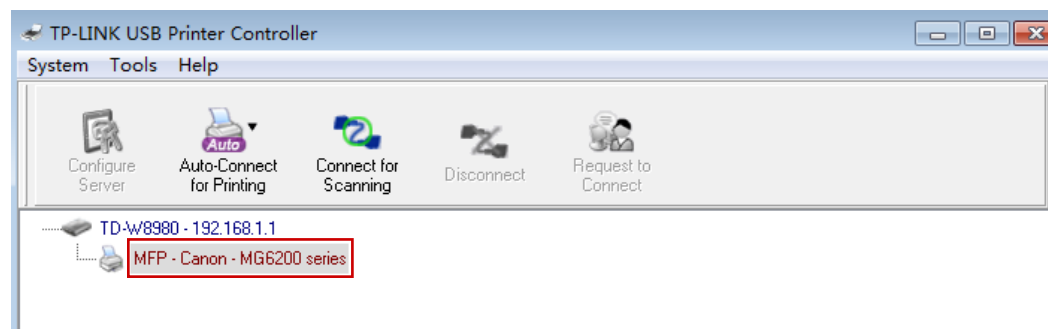 TP-LINK USB Printer Controller
System Tools Help
Auto
Configure
Server
Auto-Connect
for Printing
Connect for
Scanning
Disconnect
Request to
Connect
TD-W8980 - 192.168.1.1
MFP - Canon - MG6200 series